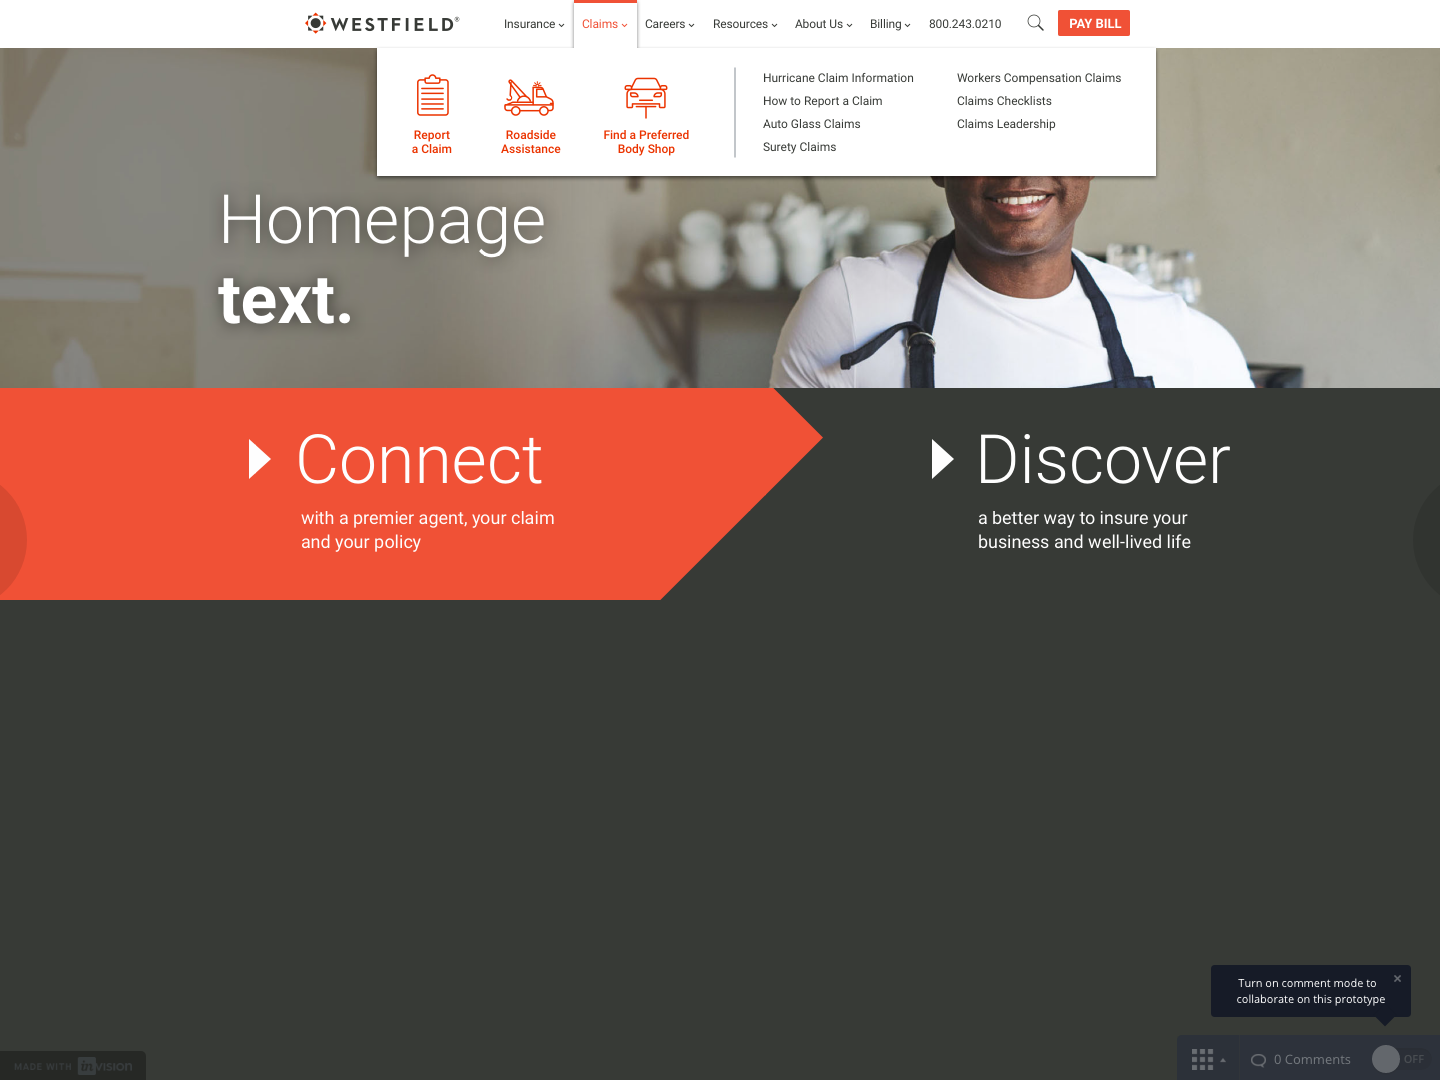 WESTFIELD®
Insurance
Claims
Careers
Resources
About Us
Billing
800.243.0210
PAY BILL
Report
a Claim
Roadside
Assistance
Find a Preferred
Body Shop
Hurricane Claim Information
How to Report a Claim
Auto Glass Claims
Surety Claims
Workers Compensation Claims
Claims Checklists
Claims Leadership
Homepage
text.
Connect
with a premier agent, your claim
and your policy
Discover
a better way to insure your
business and well-lived life
Turn on comment mode to
collaborate on this prototype
MADE WITH invision
0 Comments
OFF